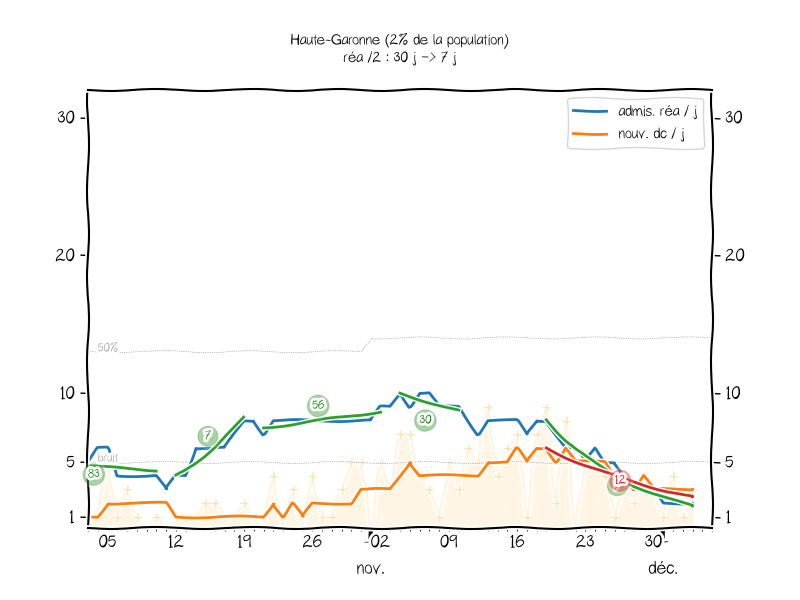 Haute-Garonne (2% de la population)
réa /2 : 30 j -> 7 j
admis. réa / j
nouv. dc / j
30 30
20 20
50%
10 10
56
30
7
bruit
5 5
83
12
1 1
05 12 19 26 02 09 16 23 30
nov. déc.